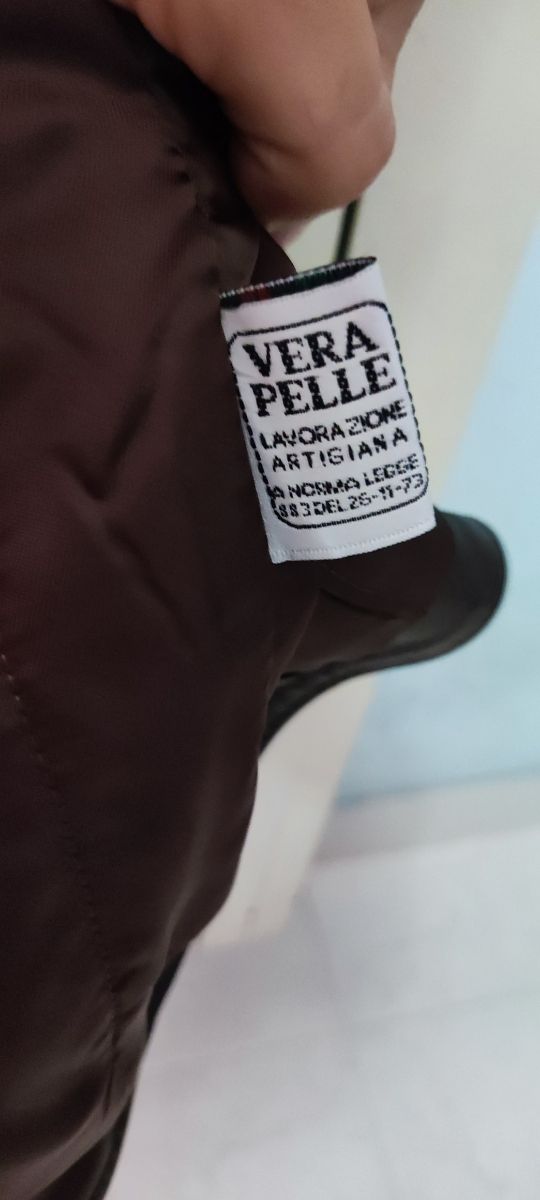 VERA
PELLE
LAVORAZIONE
ARTIGIANA
A NORMA LEGGE
883 DEL 26-11-73